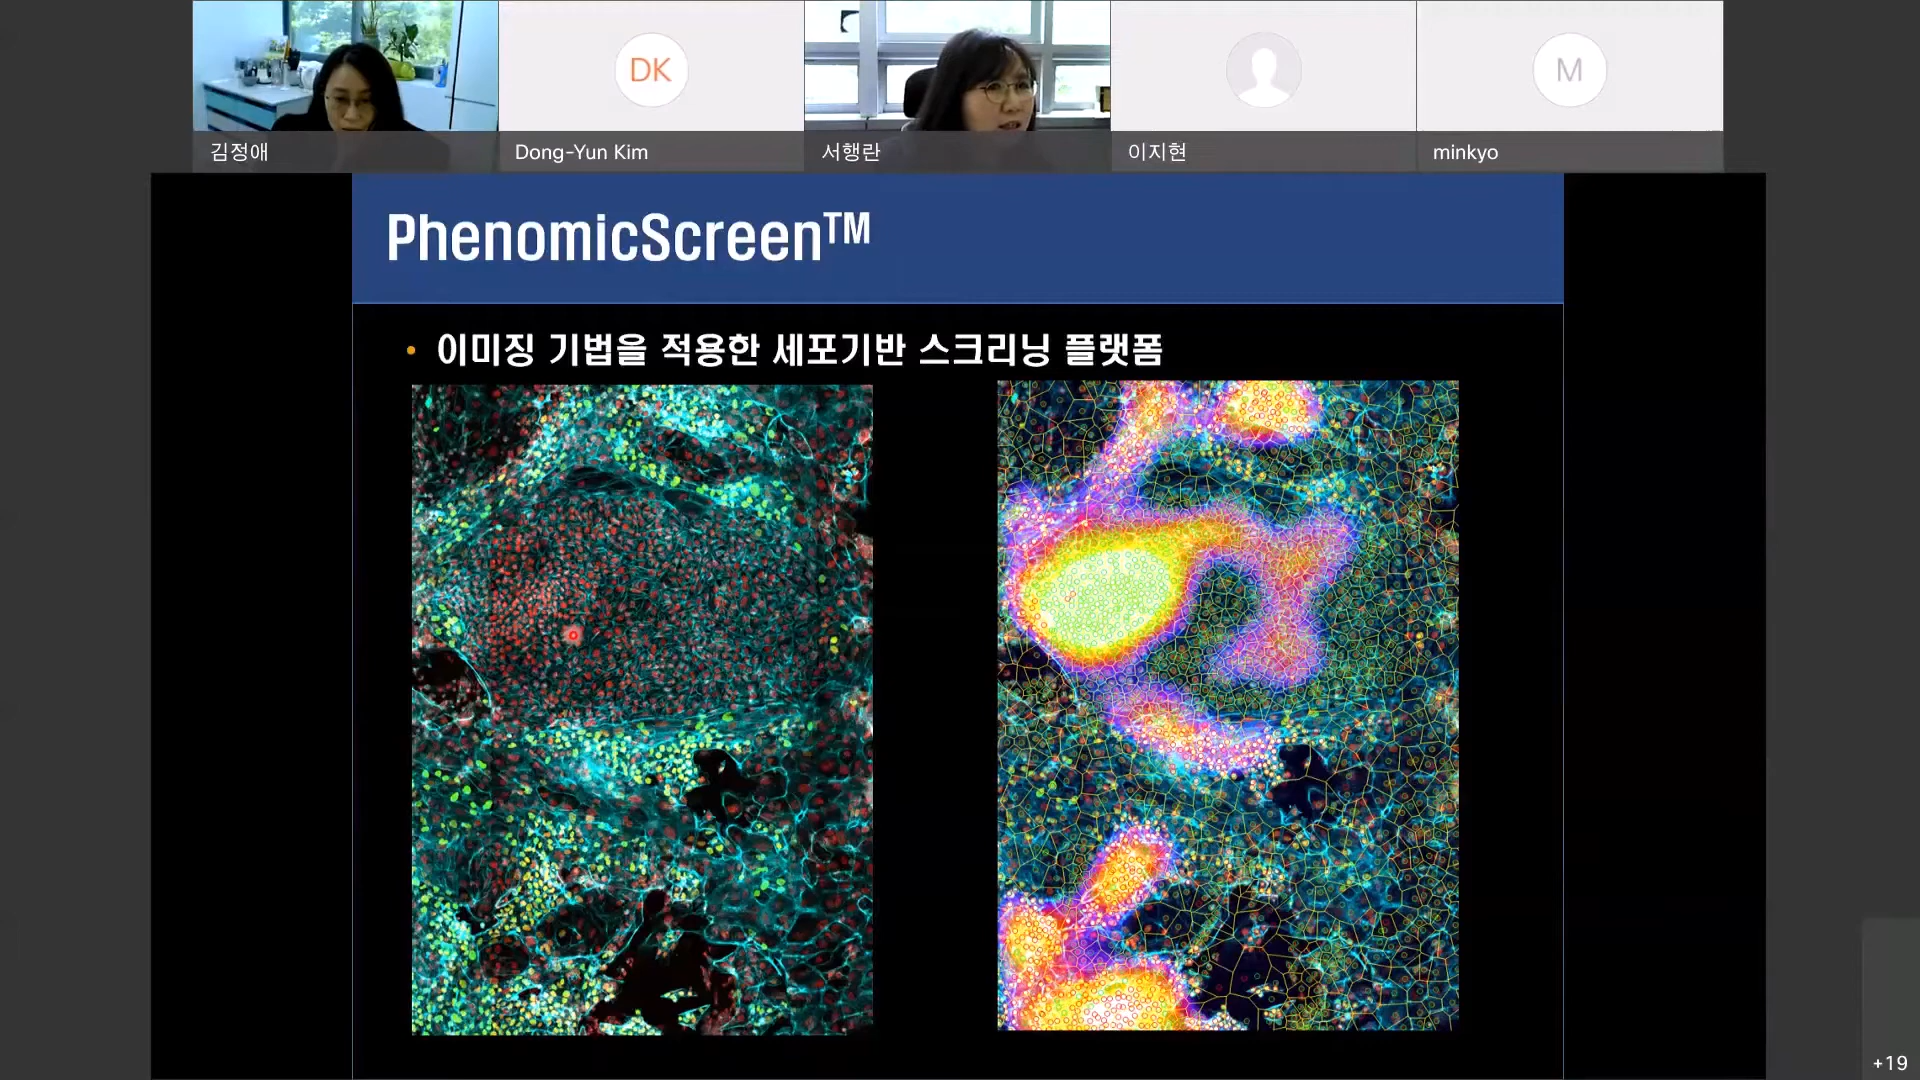 DK
M
김정애
Dong-Yun Kim
서행란
이지현
minkyo
PhenomicScreen™
• 이미징 기법을 적용한 세포기반 스크리닝 플랫폼
+19